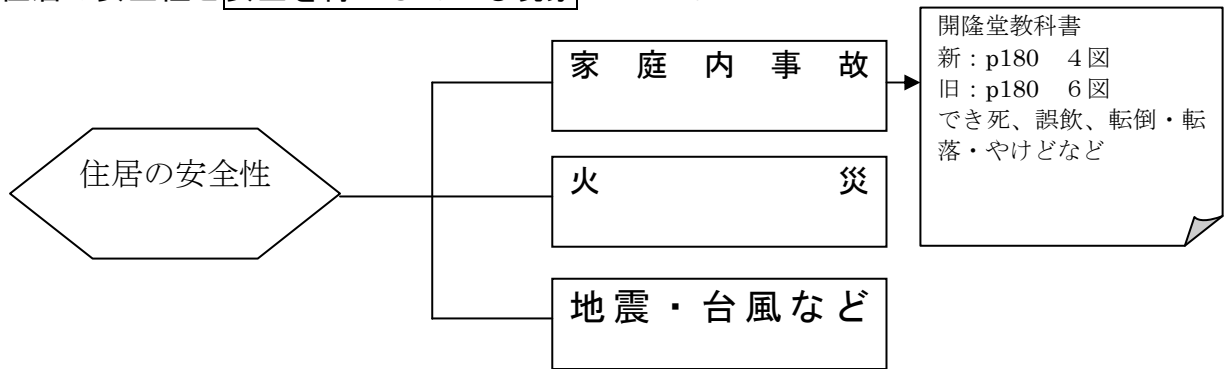 開隆堂教科書
新：p180　４図
旧：p180　６図
でき死、誤飲、転倒・転
落・やけどなど
家庭内事故
住居の安全性
火災
地震・台風など